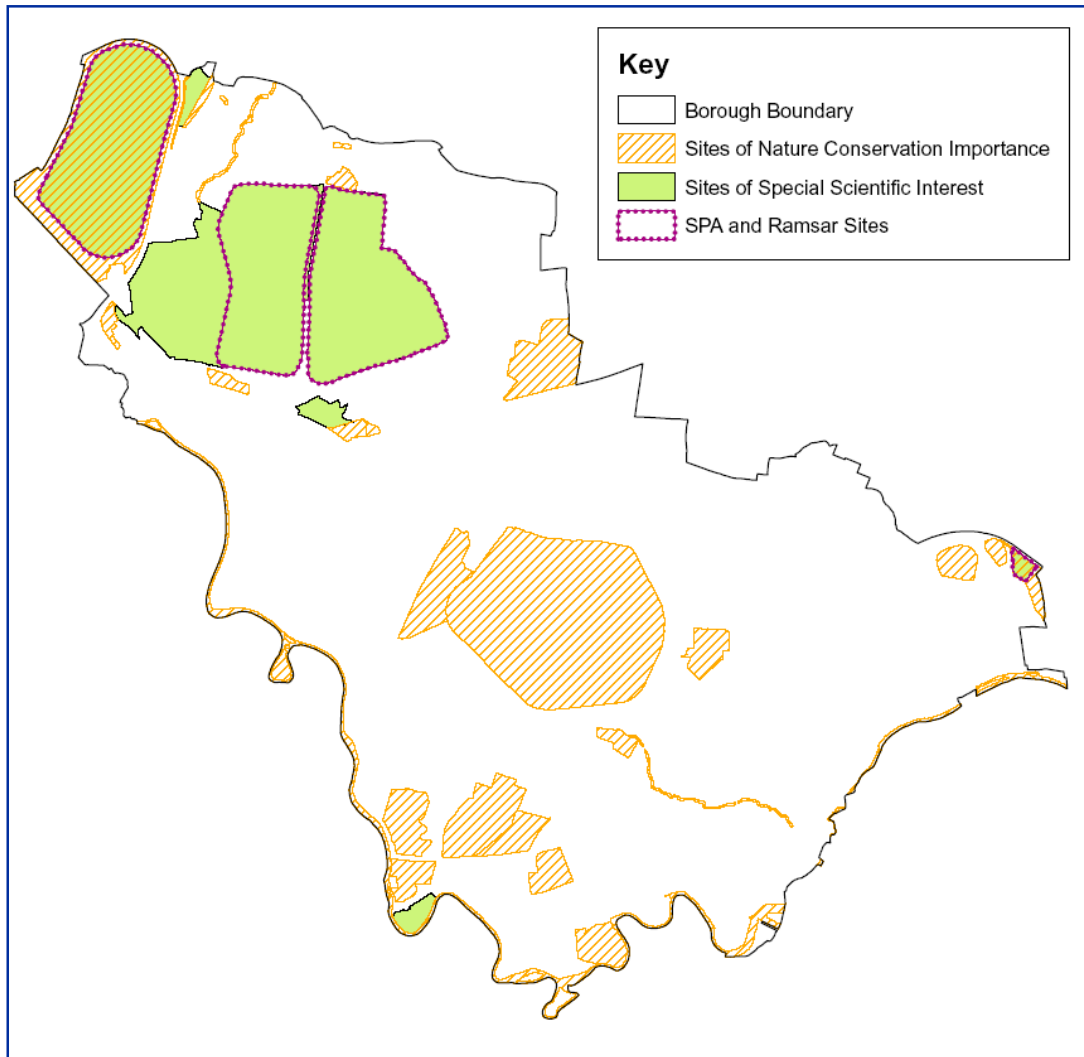 Key
Borough Boundary
Sites of Nature Conservation Importance
Sites of Special Scientific Interest
SPA and Ramsar Sites